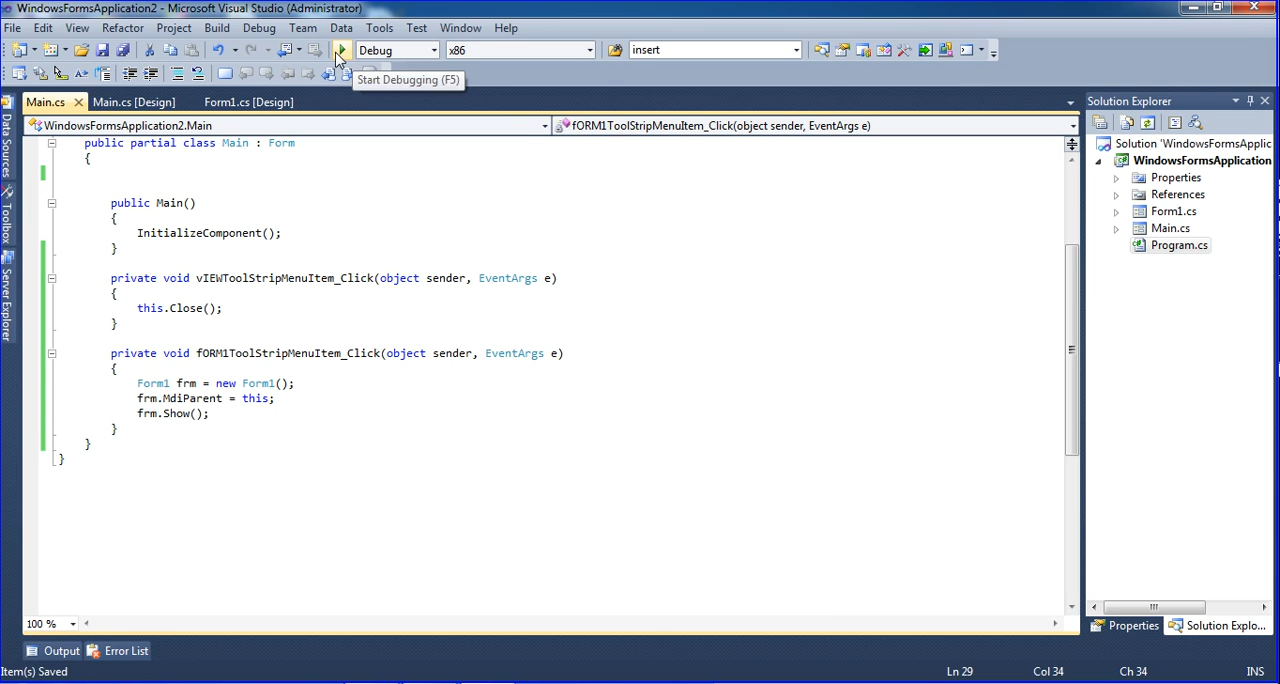 WindowsFormsApplication2 - Microsoft Visual Studio (Administrator)
File Edit View Refactor Project Build Debug Team Data Tools Test Window Help
Debug x86 insert
Start Debugging (F5)
Main.cs Main.cs [Design] Form1.cs [Design] Solution Explorer
WindowsFormsApplication2.Main fORM1ToolStripMenuItem_Click(object sender, EventArgs e)
Data Sources
Toolbox
Server Explorer
public partial class Main : Form
{
public Main()
{
InitializeComponent();
}
private void vIEWToolStripMenuItem_Click(object sender, EventArgs e)
{
this.Close();
}
private void fORM1ToolStripMenuItem_Click(object sender, EventArgs e)
{
Form1 frm = new Form1();
frm.MdiParent = this;
frm.Show();
}
}
}
Solution 'WindowsFormsApplic
WindowsFormsApplication
Properties
References
Form1.cs
Main.cs
Program.cs
100 %
Properties Solution Explo...
Output Error List
Item(s) Saved Ln 29 Col 34 Ch 34 INS